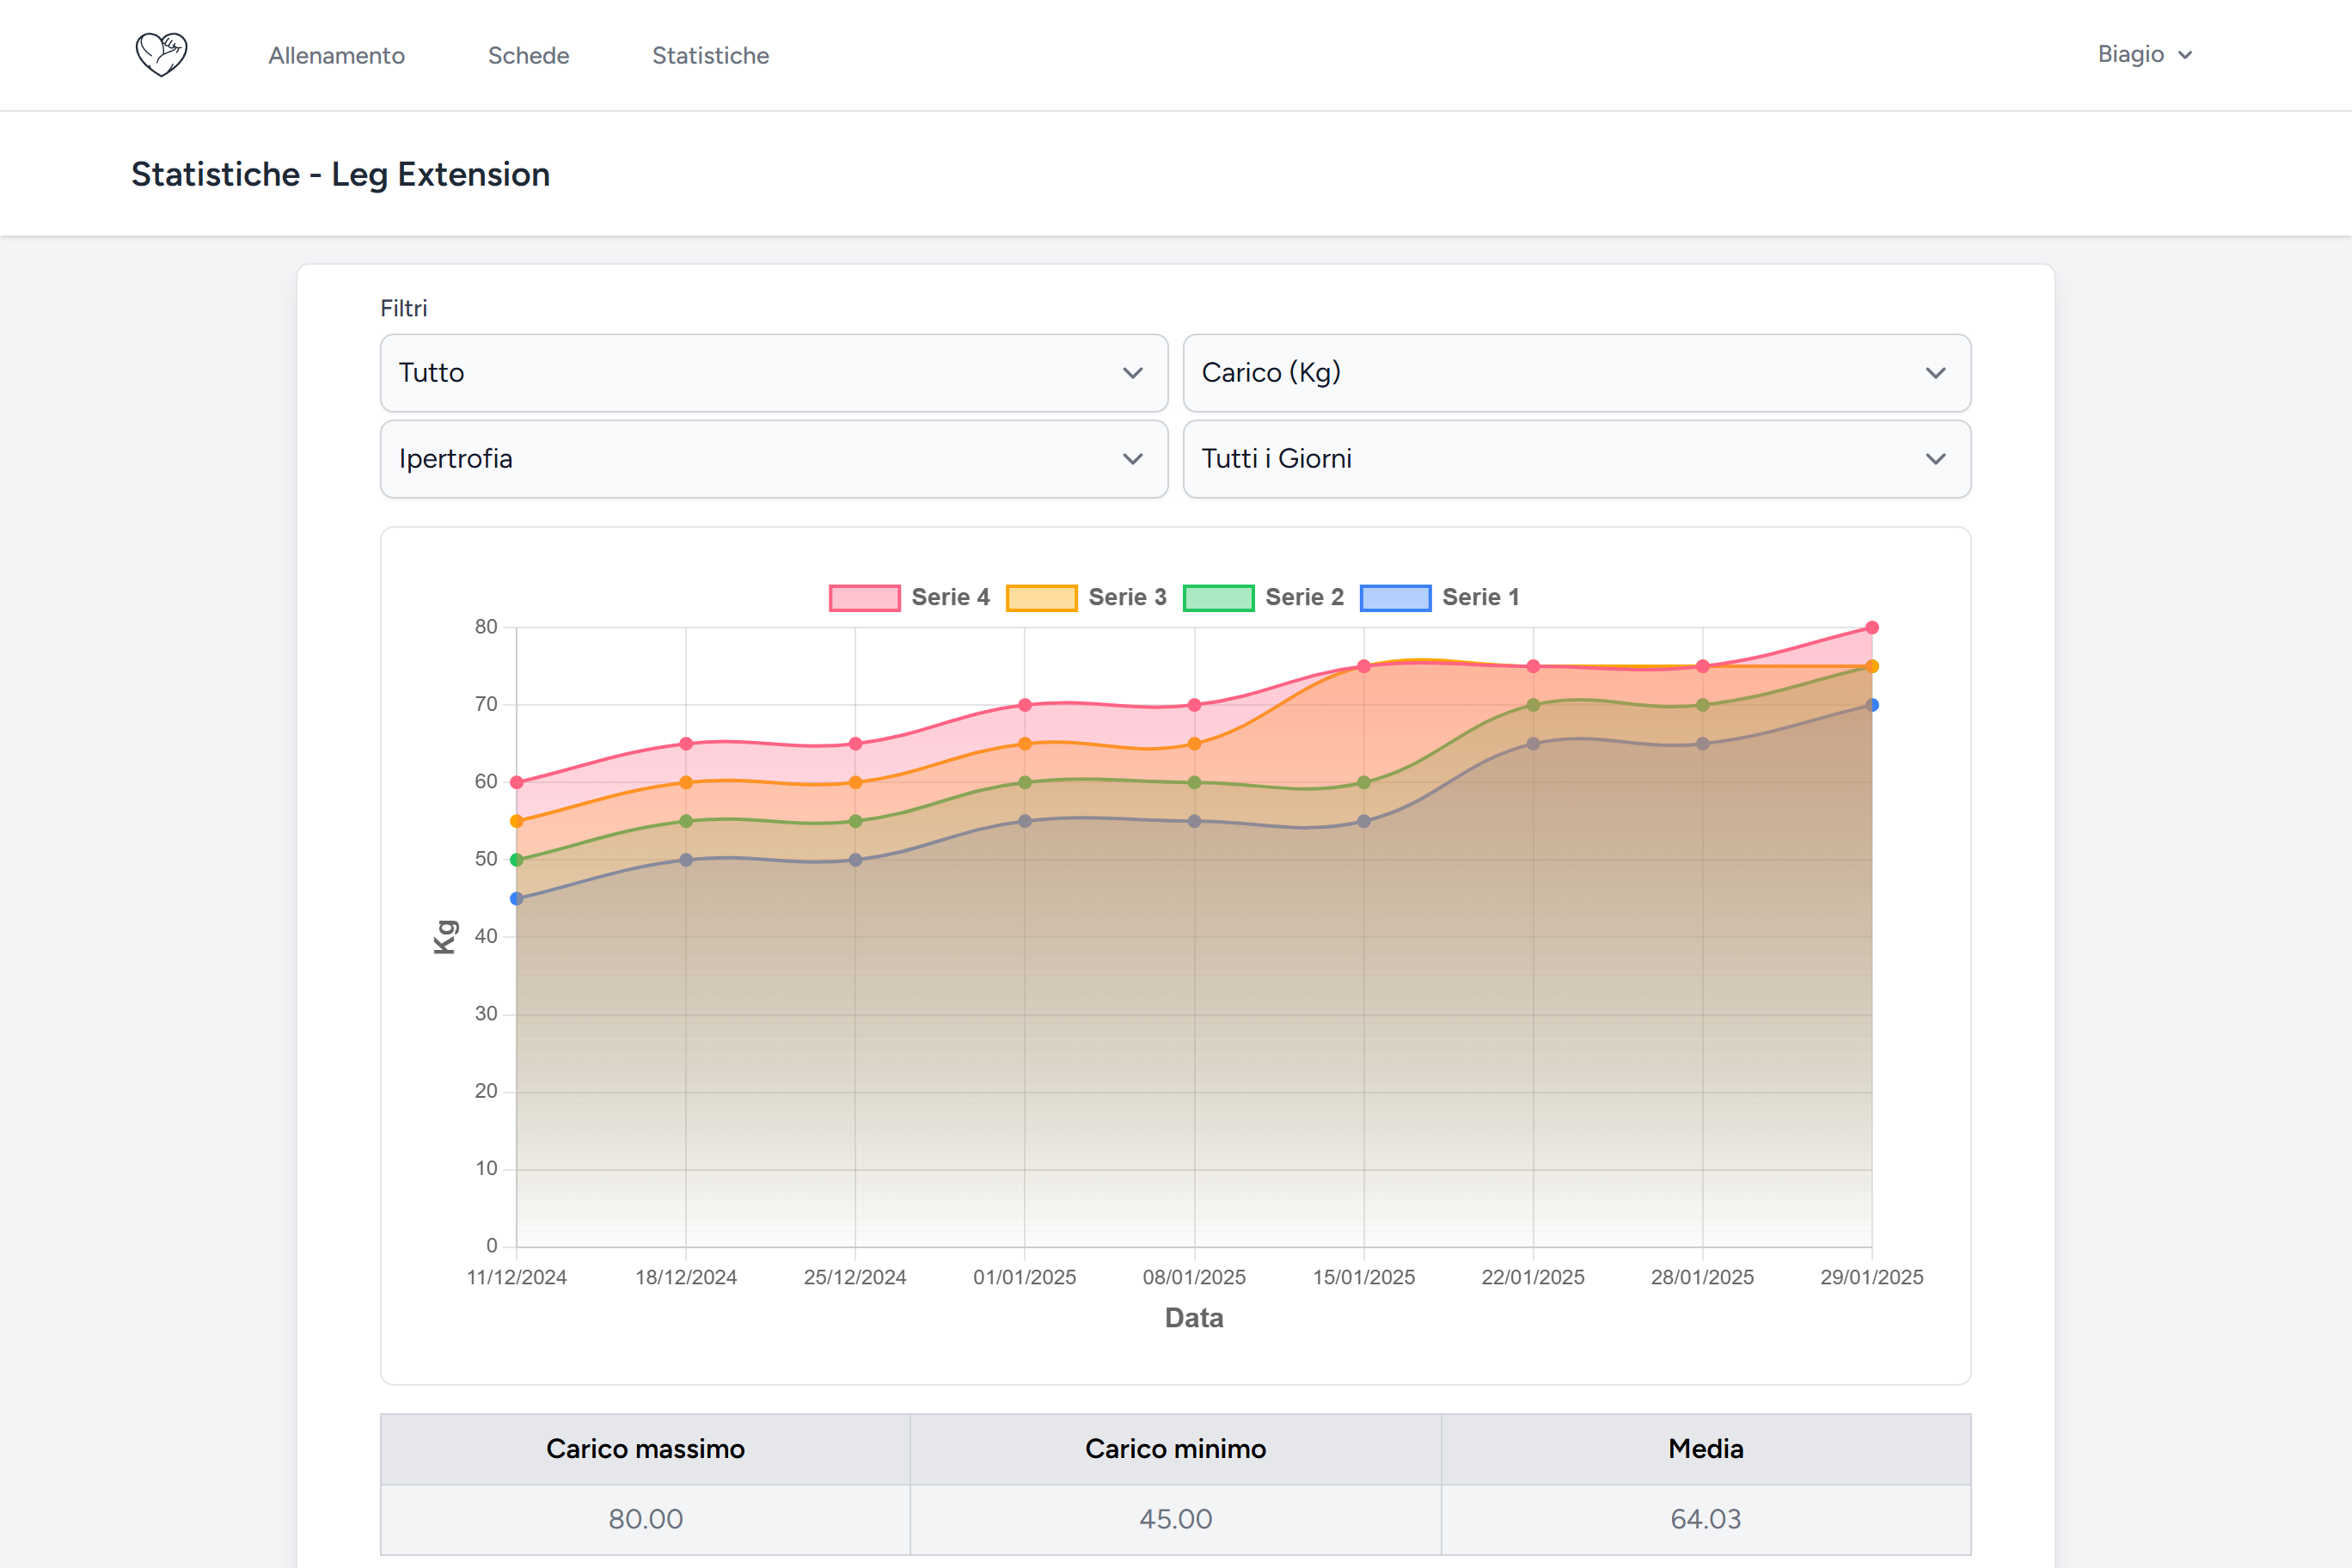 Allenamento Schede Statistiche Biagio
Statistiche - Leg Extension
Filtri
Tutto Carico (Kg)
Ipertrofia Tutti i Giorni
Serie 4 Serie 3 Serie 2 Serie 1
80
70
60
50
40
30
20
10
0
Kg
11/12/2024 18/12/2024 25/12/2024 01/01/2025 08/01/2025 15/01/2025 22/01/2025 28/01/2025 29/01/2025
Data
Carico massimo Carico minimo Media
80.00 45.00 64.03